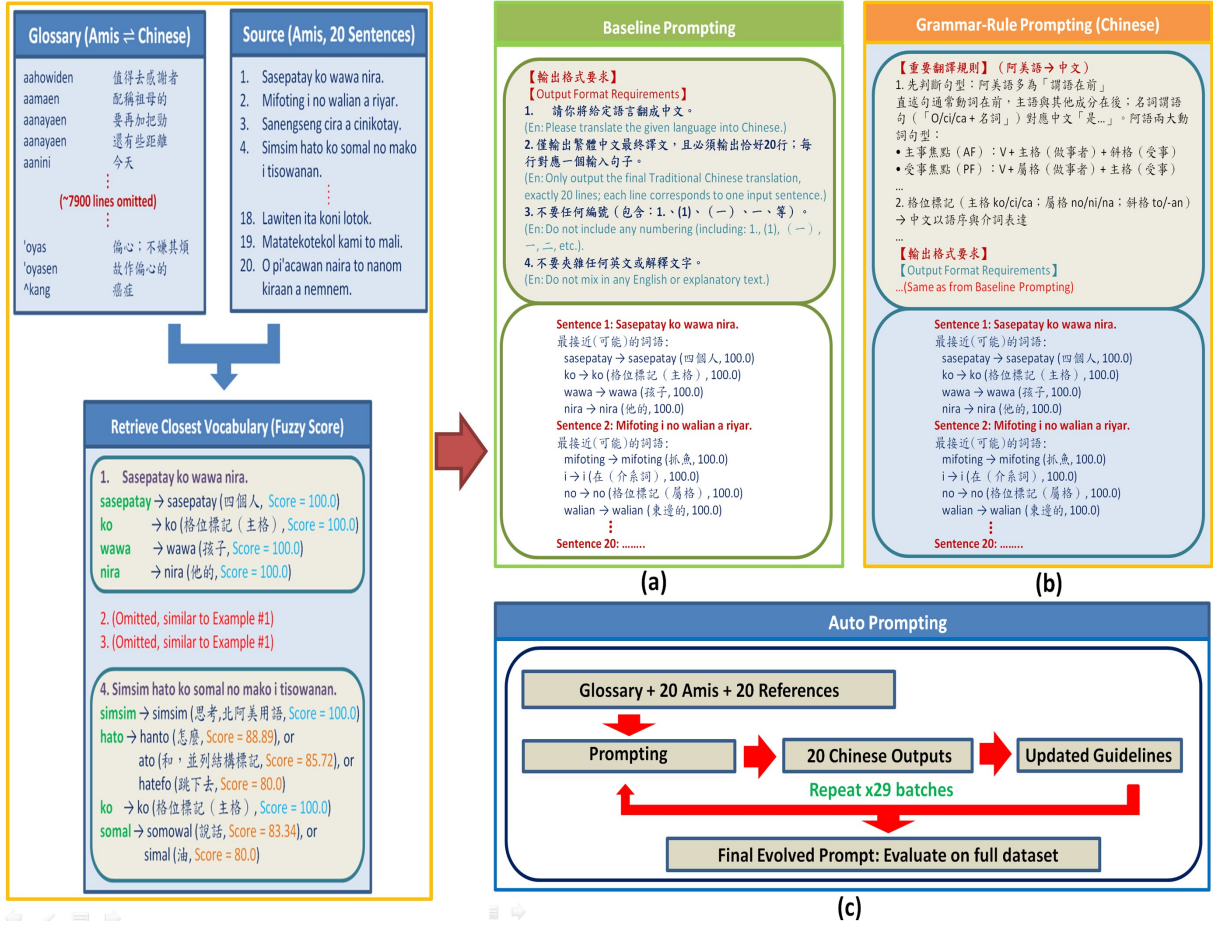 Glossary (Amis ⇌ Chinese)
aahowiden 值得去感謝者
aamaen 配稱祖母的
aanayaen 要再加把勁
aanayaen 還有些距離
aanini 今天
(~7900 lines omitted)
'oyas 偏心；不嫌其煩
'oyasen 故作偏心的
^kang 癌症
Source (Amis, 20 Sentences)
1. Sasepatay ko wawa nira.
2. Mifoting i no walian a riyar.
3. Sanengseng cira a cinikotay.
4. Simsim hato ko somal no mako
i tisowanan.
18. Lawiten ita koni lotok.
19. Matatekotekol kami to mali.
20. O pi'acawan naira to nanom
kiraan a nemnem.
Retrieve Closest Vocabulary (Fuzzy Score)
1. Sasepatay ko wawa nira.
sasepatay → sasepatay (四個人, Score = 100.0)
ko → ko (格位標記（主格）, Score = 100.0)
wawa → wawa (孩子, Score = 100.0)
nira → nira (他的, Score = 100.0)
2. (Omitted, similar to Example #1)
3. (Omitted, similar to Example #1)
4. Simsim hato ko somal no mako i tisowanan.
simsim → simsim (思考,北阿美用語, Score = 100.0)
hato → hanto (怎麼, Score = 88.89), or
ato (和，並列結構標記, Score = 85.72), or
hatefo (跳下去, Score = 80.0)
ko → ko (格位標記（主格）, Score = 100.0)
somal → somowal (說話, Score = 83.34), or
simal (油, Score = 80.0)
Baseline Prompting
【輸出格式要求】
【Output Format Requirements】
1. 請你將給定語言翻成中文。
(En: Please translate the given language into Chinese.)
2. 僅輸出繁體中文最終譯文，且必須輸出恰好20行；每
行對應一個輸入句子。
(En: Only output the final Traditional Chinese translation,
exactly 20 lines; each line corresponds to one input sentence.)
3. 不要任何編號（包含：1.、(1)、（一）、一、等）。
(En: Do not include any numbering (including: 1., (1), （一）,
一, 二, etc.).
4. 不要夾雜任何英文或解釋文字。
(En: Do not mix in any English or explanatory text.)
Sentence 1: Sasepatay ko wawa nira.
最接近(可能)的詞語:
sasepatay → sasepatay (四個人, 100.0)
ko → ko (格位標記（主格）, 100.0)
wawa → wawa (孩子, 100.0)
nira → nira (他的, 100.0)
Sentence 2: Mifoting i no walian a riyar.
最接近(可能)的詞語:
mifoting → mifoting (抓魚, 100.0)
i → i (在（介系詞）, 100.0)
no → no (格位標記（屬格）, 100.0)
walian → walian (東邊的, 100.0)
Sentence 20: ........
(a)
Grammar-Rule Prompting (Chinese)
【重要翻譯規則】（阿美語→ 中文）
1. 先判斷句型：阿美語多為「謂語在前」
直述句通常動詞在前，主語與其他成分在後；名詞謂語
句（「O/ci/ca + 名詞」）對應中文「是…」。阿語兩大動
詞句型：
• 主事焦點（AF）：V + 主格（做事者）+ 斜格（受事）
• 受事焦點（PF）：V + 屬格（做事者）+ 主格（受事）
...
2. 格位標記（主格 ko/ci/ca；屬格 no/ni/na；斜格 to/-an）
→ 中文以語序與介詞表達
...
【輸出格式要求】
【Output Format Requirements】
...(Same as from Baseline Prompting)
Sentence 1: Sasepatay ko wawa nira.
最接近(可能)的詞語:
sasepatay → sasepatay (四個人, 100.0)
ko → ko (格位標記（主格）, 100.0)
wawa → wawa (孩子, 100.0)
nira → nira (他的, 100.0)
Sentence 2: Mifoting i no walian a riyar.
最接近(可能)的詞語:
mifoting → mifoting (抓魚, 100.0)
i → i (在（介系詞）, 100.0)
no → no (格位標記（屬格）, 100.0)
walian → walian (東邊的, 100.0)
Sentence 20: ........
(b)
Auto Prompting
Glossary + 20 Amis + 20 References
Prompting
20 Chinese Outputs
Updated Guidelines
Repeat x29 batches
Final Evolved Prompt: Evaluate on full dataset
(c)